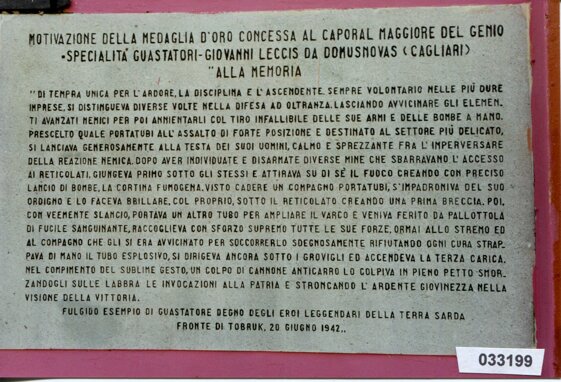 MOTIVAZIONE DELLA MEDAGLIA D'ORO CONCESSA AL CAPORAL MAGGIORE DEL GENIO
-SPECIALITÀ GUASTATORI-GIOVANNI LECCIS DA DOMUSNOVAS (CAGLIARI)
"ALLA MEMORIA
"DI TEMPRA UNICA PER L'ARDORE, LA DISCIPLINA E L'ASCENDENTE. SEMPRE VOLONTARIO NELLE PIÙ DURE
IMPRESE, SI DISTINGUEVA DIVERSE VOLTE NELLA DIFESA AD OLTRANZA. LASCIANDO AVVICINARE GLI ELEMEN-
TI AVANZATI NEMICI PER POI ANNIENTARLI COL TIRO INFALLIBILE DELLE SUE ARMI E DELLE BOMBE A MANO.
PRESCELTO QUALE PORTATUBI ALL'ASSALTO DI FORTE POSIZIONE E DESTINATO AL SETTORE PIÙ DELICATO,
SI LANCIAVA GENEROSAMENTE ALLA TESTA DEI SUOI UOMINI, CALMO E SPREZZANTE FRA L'IMPERVERSARE
DELLA REAZIONE NEMICA. DOPO AVER INDIVIDUATE E DISARMATE DIVERSE MINE CHE SBARRAVANO L'ACCESSO
AI RETICOLATI, GIUNGEVA PRIMO SOTTO GLI STESSI E ATTIRAVA SU DI SE' IL FUOCO CREANDO CON PRECISO
LANCIO DI BOMBE, LA CORTINA FUMOGENA. VISTO CADERE UN COMPAGNO PORTATUBI, S'IMPADRONIVA DEL SUO
ORDIGNO E LO FACEVA BRILLARE, COL PROPRIO, SOTTO IL RETICOLATO CREANDO UNA PRIMA BRECCIA. POI,
CON VEEMENTE SLANCIO, PORTAVA UN ALTRO TUBO PER AMPLIARE IL VARCO E VENIVA FERITO DA PALLOTTOLA
DI FUCILE SANGUINANTE, RACCOGLIEVA CON SFORZO SUPREMO TUTTE LE SUE FORZE, ORMAI ALLO STREMO ED
AL COMPAGNO CHE GLI SI ERA AVVICINATO PER SOCCORRERLO SDEGNOSAMENTE RIFIUTANDO OGNI CURA STRAP-
PAVA DI MANO IL TUBO ESPLOSIVO, SI DIRIGEVA ANCORA SOTTO I GROVIGLI ED ACCENDEVA LA TERZA CARICA.
NEL COMPIMENTO DEL SUBLIME GESTO, UN COLPO DI CANNONE ANTICARRO LO COLPIVA IN PIENO PETTO SMOR-
ZANDOGLI SULLE LABBRA LE INVOCAZIONI ALLA PATRIA E STRONCANDO L'ARDENTE GIOVINEZZA NELLA
VISIONE DELLA VITTORIA.
FULGIDO ESEMPIO DI GUASTATORE DEGNO DEGLI EROI LEGGENDARI DELLA TERRA SARDA
FRONTE DI TOBRUK, 20 GIUGNO 1942,,
033199